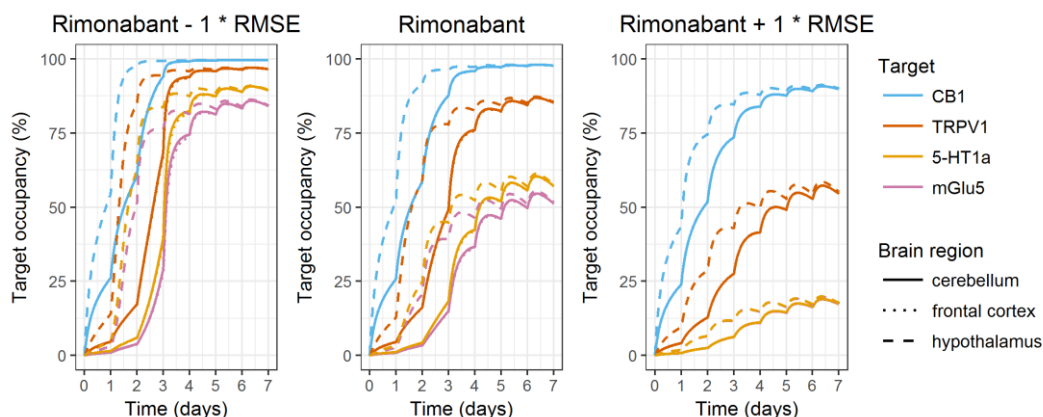 Rimonabant - 1 * RMSE
Rimonabant
Rimonabant + 1 * RMSE
Target occupancy (%)
100
75
50
25
0
0 1 2 3 4 5 6 7
Time (days)
Target occupancy (%)
100
75
50
25
0
0 1 2 3 4 5 6 7
Time (days)
Target occupancy (%)
100
75
50
25
0
0 1 2 3 4 5 6 7
Time (days)
Target
CB1
TRPV1
5-HT1a
mGlu5
Brain region
cerebellum
frontal cortex
hypothalamus